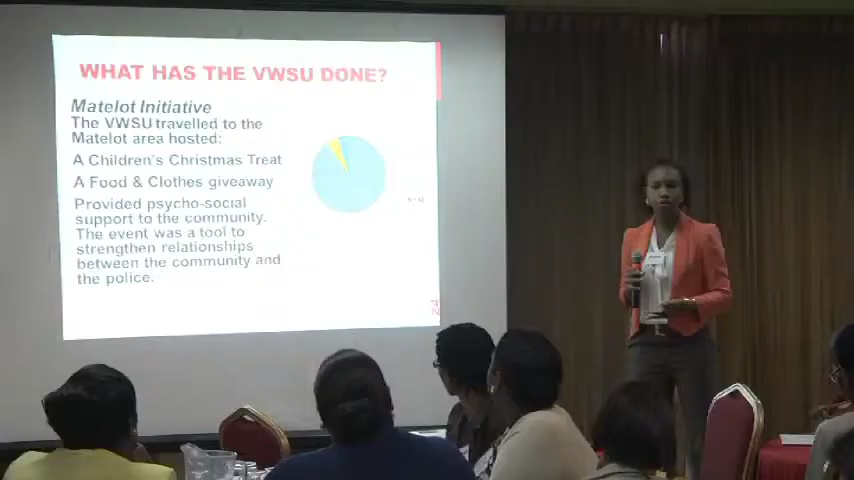 WHAT HAS THE VWSU DONE?
Matelot Initiative
The VWSU travelled to the
Matelot area hosted:
A Children's Christmas Treat
A Food & Clothes giveaway
Provided psycho-social
support to the community.
The event was a tool to
strengthen relationships
between the community and
the police.